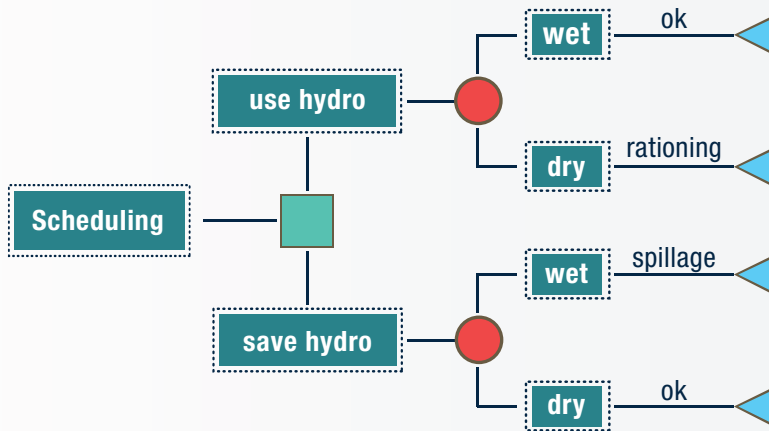 Scheduling
use hydro
wet
ok
dry
rationing
save hydro
wet
spillage
dry
ok